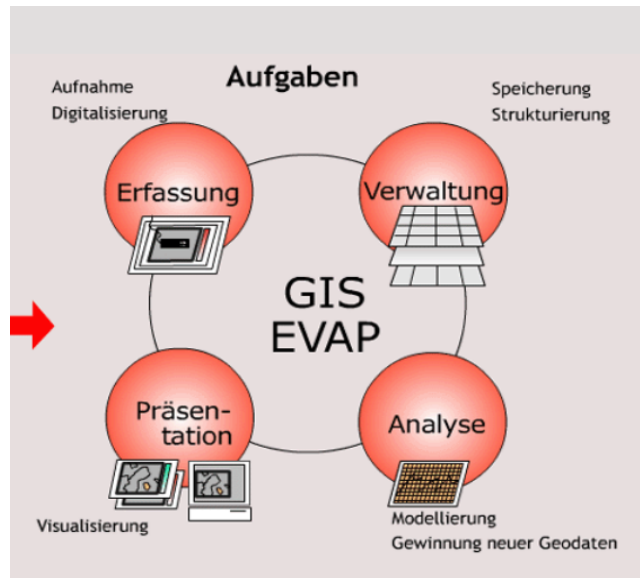 Aufgaben
Aufnahme
Digitalisierung
Speicherung
Strukturierung
Erfassung
Verwaltung
GIS
EVAP
Präsen-
tation
Analyse
Visualisierung
Modellierung
Gewinnung neuer Geodaten